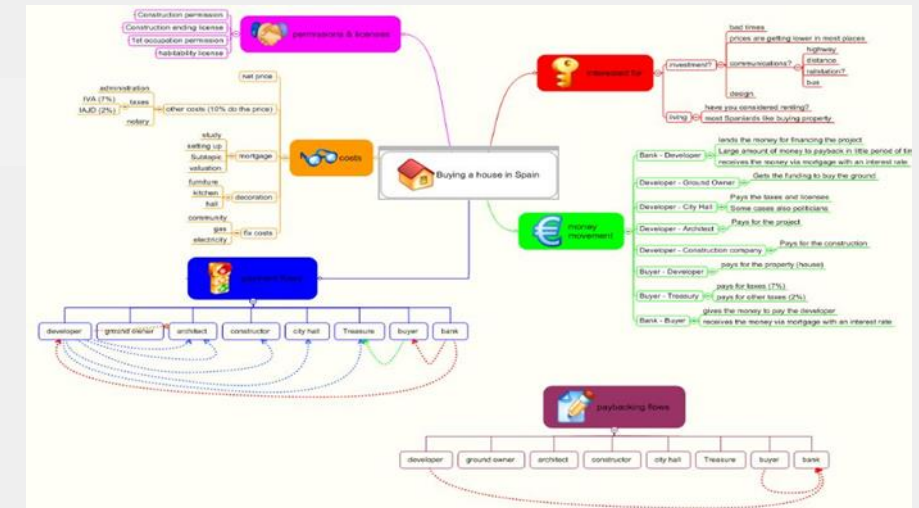 Construction permission
Construction ending license
1st occupation permission
habitability license
permissions & licenses
net price
administration
IVA (7%)
IAJD (2%)
taxes
notary
other costs (10% do the price)
study
setting up
Subtopic
valuation
mortgage
furniture
kitchen
hall
decoration
community
gas
electricity
fix costs
costs
Buying a house in Spain
interested for
investment?
bad times
prices are getting lower in most places
communications?
highway
distance
railstation?
bus
design
living
have you considered renting?
most Spaniards like buying property
money
movement
Bank - Developer
lends the money for financing the project
Large amount of money to payback in little period of
receives the money via mortgage with an interest rate
Developer - Ground Owner
Gets the funding to buy the ground
Developer - City Hall
Pays the taxes and licenses
Some cases also politicians
Developer - Architect
Pays for the project
Developer - Construction company
Pays for the construction
Buyer - Developer
pays for the property (house)
Buyer - Treasury
pays for taxes (7%)
pays for other taxes (2%)
Bank - Buyer
gives the money to pay the developer
receives the money via mortgage with an interest rate
payment flows
developer
ground owner
architect
constructor
city hall
Treasure
buyer
bank
paybacking flows
developer
ground owner
architect
constructor
city hall
Treasure
buyer
bank